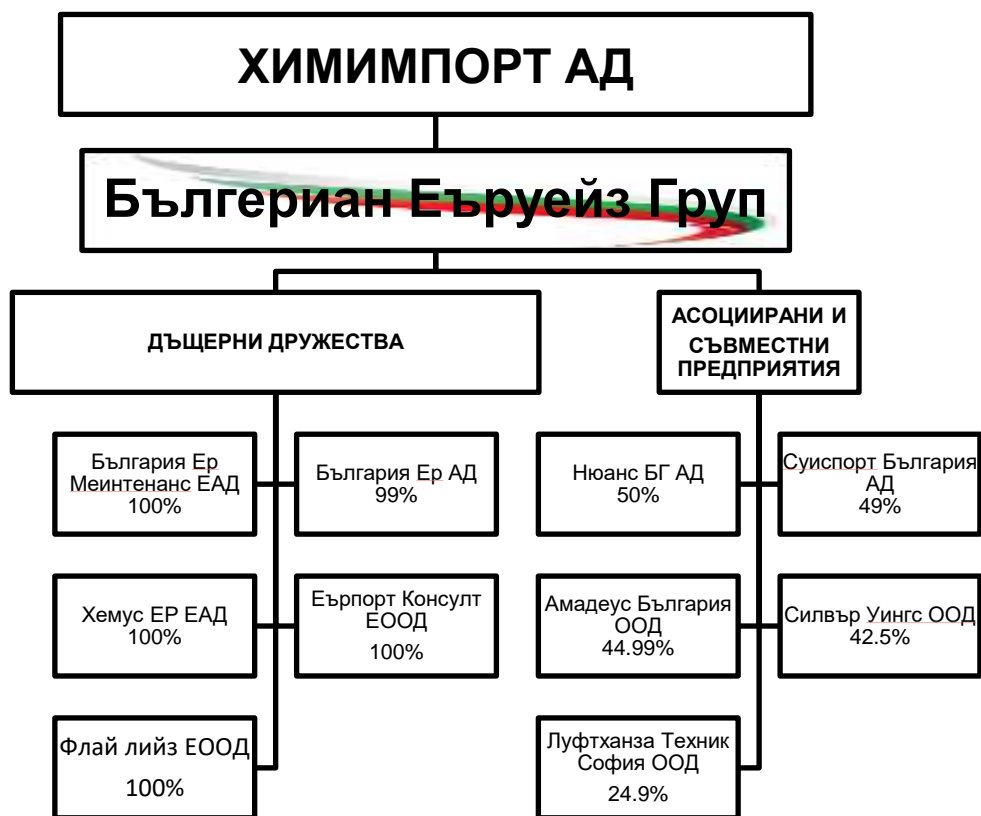 ХИМИМПОРТ АД
Българиан Еъруейз Груп
ДЪЩЕРНИ ДРУЖЕСТВА
АСОЦИИРАНИ И
СЪВМЕСТНИ
ПРЕДПРИЯТИЯ
България Ер
Меинтенанс ЕАД
100%
България Ер АД
99%
Нюанс БГ АД
50%
Суиспорт България
АД
49%
Хемус ЕР ЕАД
100%
Еърпорт Консулт
ЕООД
100%
Амадеус България
ООД
44.99%
Силвър Уингс ООД
42.5%
Флай лийз ЕООД
100%
Луфтханза Техник
София ООД
24.9%